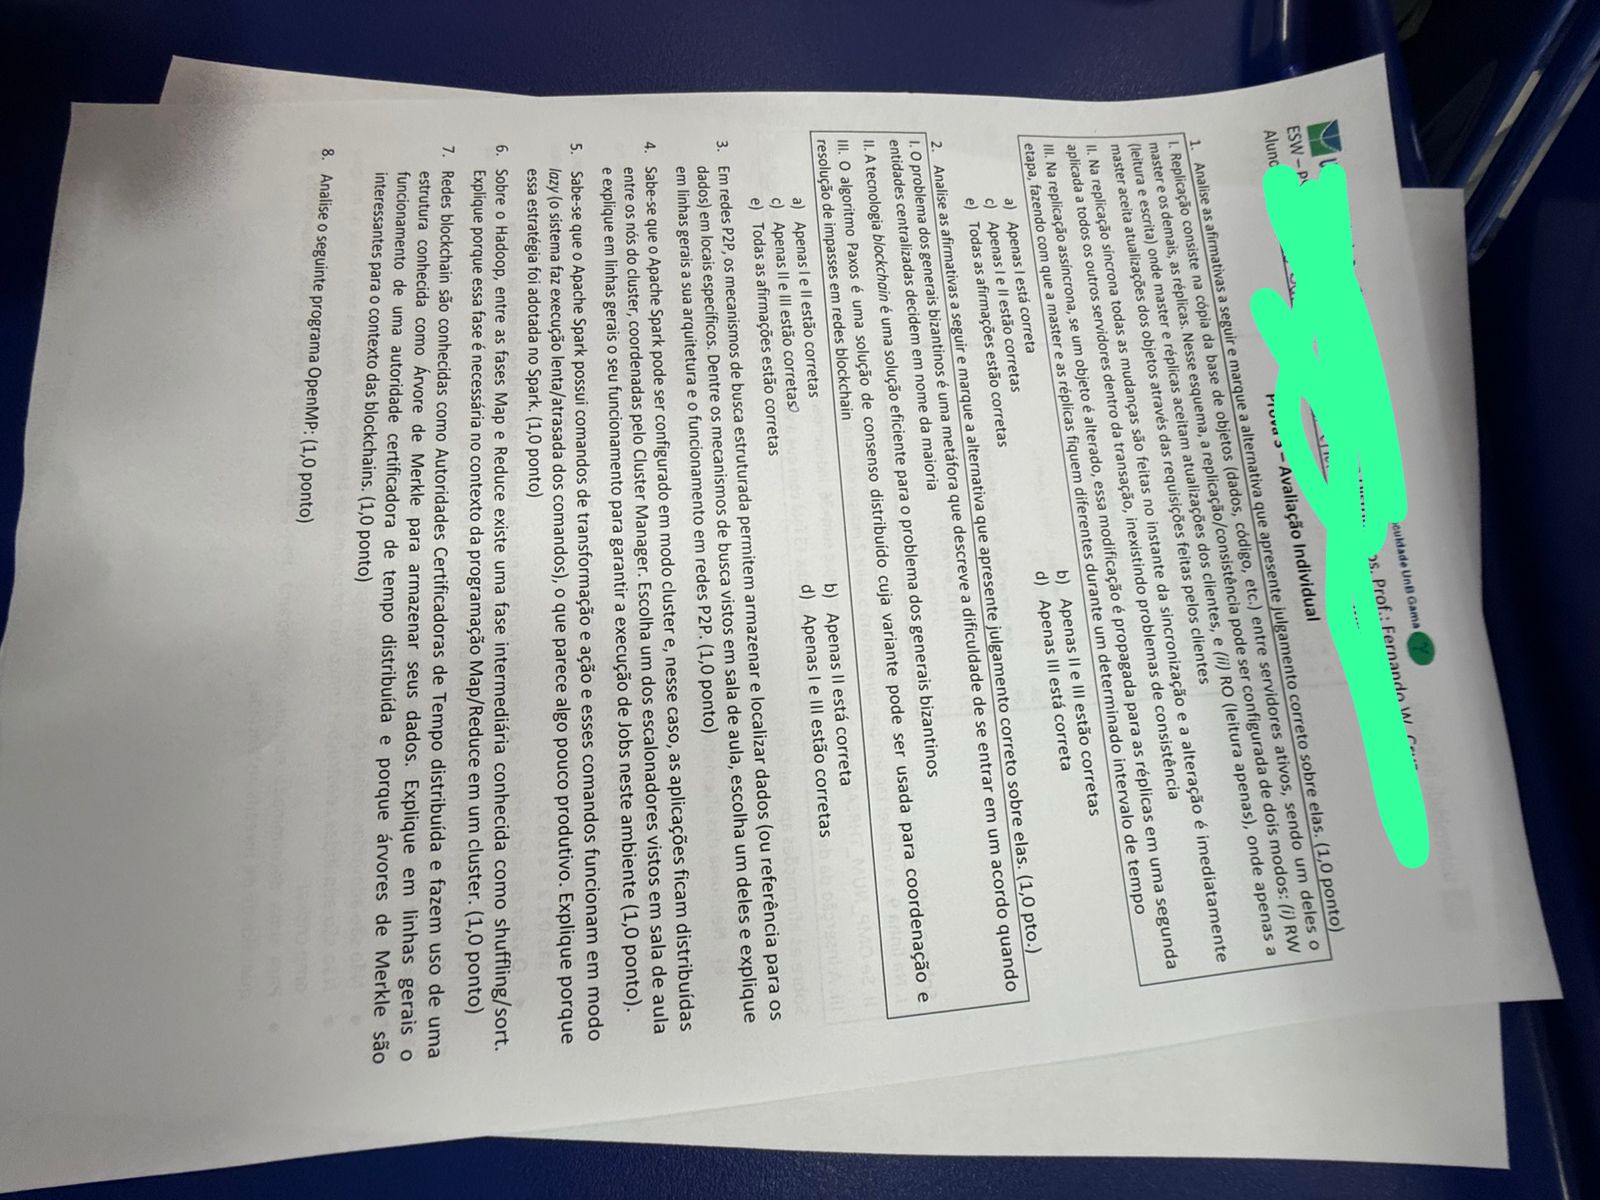 culdade UnB Gama
ESW –
os. Prof.: Fernando W.
Prova 3 – Avaliação Individual
1. Analise as afirmativas a seguir e marque a alternativa que apresente julgamento correto sobre elas. (1,0 ponto)
I. Replicação consiste na cópia da base de objetos (dados, código, etc.) entre servidores ativos, sendo um deles o
master e os demais, as réplicas. Nesse esquema, a replicação/consistência pode ser configurada de dois modos: (i) RW
(leitura e escrita) onde master e réplicas aceitam atualizações dos clientes, e (ii) RO (leitura apenas), onde apenas a
master aceita atualizações dos objetos através das requisições feitas pelos clientes
II. Na replicação síncrona todas as mudanças são feitas no instante da sincronização e a alteração é imediatamente
aplicada a todos os outros servidores dentro da transação, inexistindo problemas de consistência
III. Na replicação assíncrona, se um objeto é alterado, essa modificação é propagada para as réplicas em uma segunda
etapa, fazendo com que a master e as réplicas fiquem diferentes durante um determinado intervalo de tempo
a) Apenas I está correta b) Apenas II e III estão corretas
c) Apenas I e II estão corretas d) Apenas III está correta
e) Todas as afirmações estão corretas
2. Analise as afirmativas a seguir e marque a alternativa que apresente julgamento correto sobre elas. (1,0 pto.)
I. O problema dos generais bizantinos é uma metáfora que descreve a dificuldade de se entrar em um acordo quando
entidades centralizadas decidem em nome da maioria
II. A tecnologia blockchain é uma solução eficiente para o problema dos generais bizantinos
III. O algoritmo Paxos é uma solução de consenso distribuído cuja variante pode ser usada para coordenação e
resolução de impasses em redes blockchain
a) Apenas I e II estão corretas b) Apenas II está correta
c) Apenas II e III estão corretas d) Apenas I e III estão corretas
e) Todas as afirmações estão corretas
3. Em redes P2P, os mecanismos de busca estruturada permitem armazenar e localizar dados (ou referência para os
dados) em locais específicos. Dentre os mecanismos de busca vistos em sala de aula, escolha um deles e explique
em linhas gerais a sua arquitetura e o funcionamento em redes P2P. (1,0 ponto)
4. Sabe-se que o Apache Spark pode ser configurado em modo cluster e, nesse caso, as aplicações ficam distribuídas
entre os nós do cluster, coordenadas pelo Cluster Manager. Escolha um dos escalonadores vistos em sala de aula
e explique em linhas gerais o seu funcionamento para garantir a execução de Jobs neste ambiente (1,0 ponto).
5. Sabe-se que o Apache Spark possui comandos de transformação e ação e esses comandos funcionam em modo
lazy (o sistema faz execução lenta/atrasada dos comandos), o que parece algo pouco produtivo. Explique porque
essa estratégia foi adotada no Spark. (1,0 ponto)
6. Sobre o Hadoop, entre as fases Map e Reduce existe uma fase intermediária conhecida como shuffling/sort.
Explique porque essa fase é necessária no contexto da programação Map/Reduce em um cluster. (1,0 ponto)
7. Redes blockchain são conhecidas como Autoridades Certificadoras de Tempo distribuída e fazem uso de uma
estrutura conhecida como Árvore de Merkle para armazenar seus dados. Explique em linhas gerais o
funcionamento de uma autoridade certificadora de tempo distribuída e porque árvores de Merkle são
interessantes para o contexto das blockchains. (1,0 ponto)
8. Analise o seguinte programa OpenMP: (1,0 ponto)